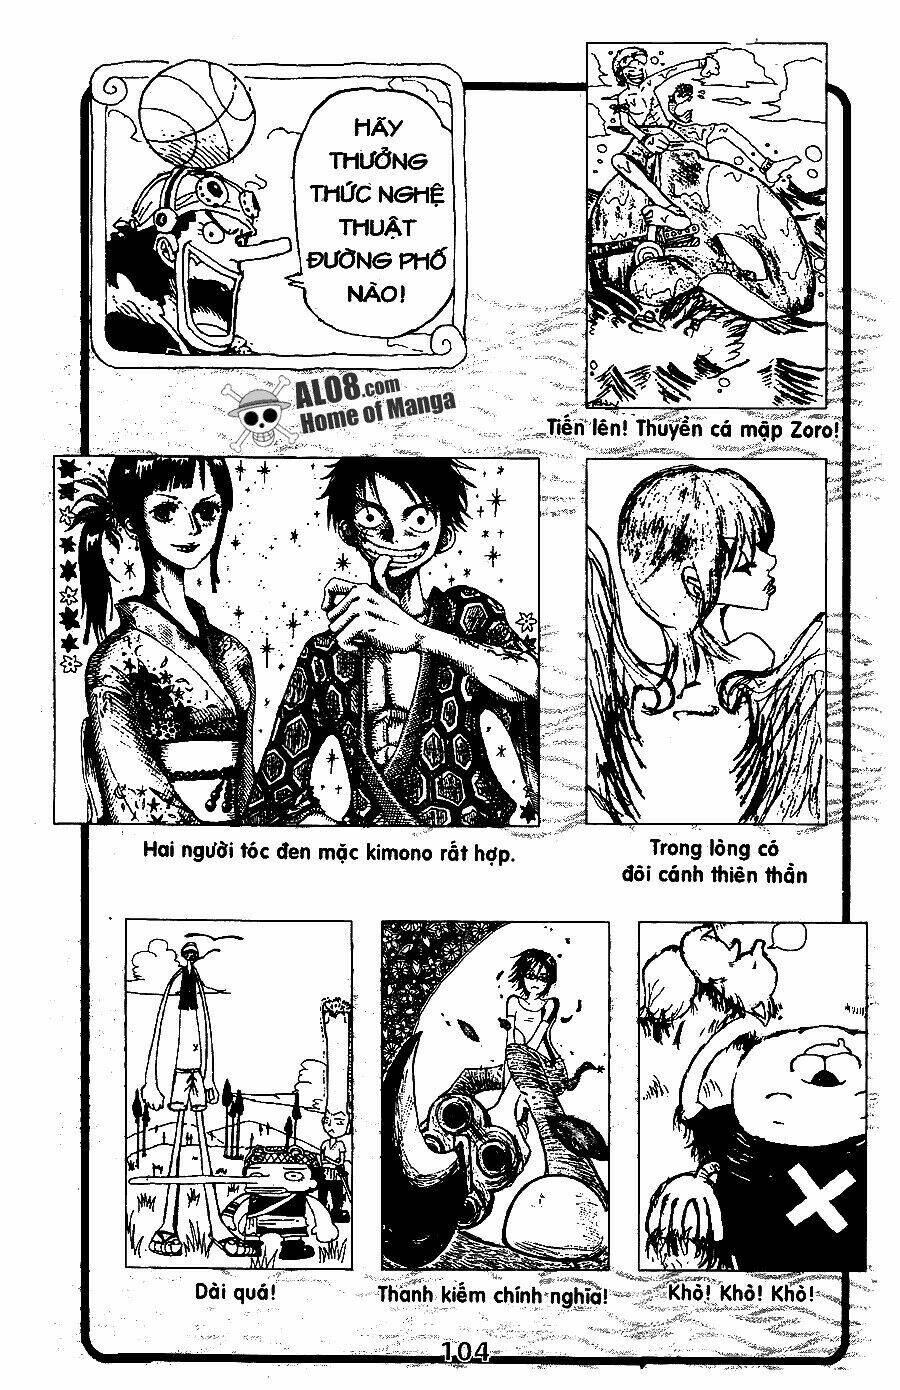 HÃY
THƯỞNG
THỨC NGHỆ
THUẬT
ĐƯỜNG PHỐ
NÀO!
ALO8.com
Home of Manga
Tiến lên! Thuyền cá mập Zoro!
Hai người tóc đen mặc kimono rất hợp.
Trong lòng có
đôi cánh thiên thần
Dài quá!
Thanh kiếm chính nghĩa!
Khò! Khò! Khò!
104